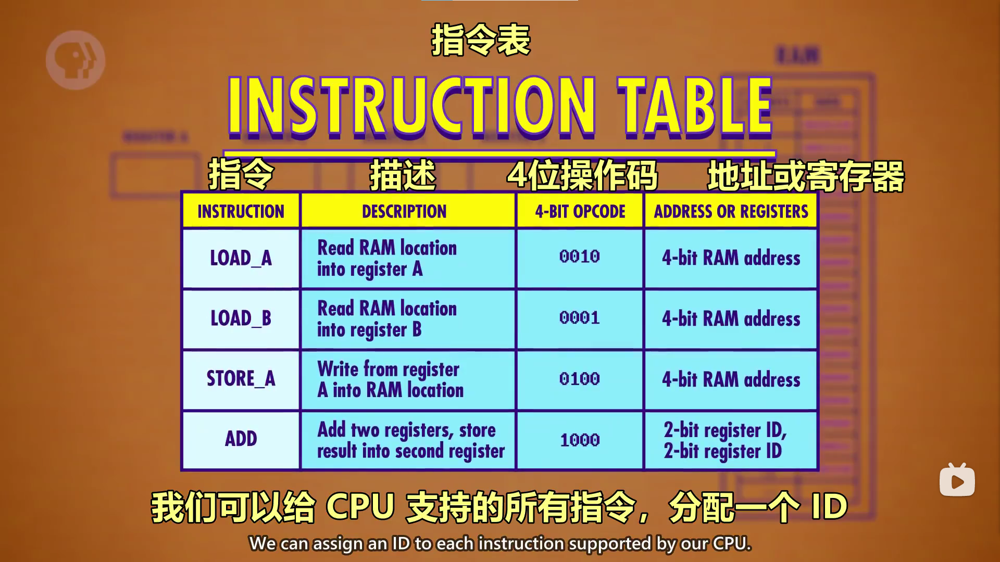 指令表
INSTRUCTION TABLE
指令 描述 4位操作码 地址或寄存器
INSTRUCTION DESCRIPTION 4-BIT OPCODE ADDRESS OR REGISTERS
LOAD_A
Read RAM location
into register A
0010
4-bit RAM address
LOAD_B
Read RAM location
into register B
0001
4-bit RAM address
STORE_A
Write from register
A into RAM location
0100
4-bit RAM address
ADD
Add two registers, store
result into second register
1000
2-bit register ID,
2-bit register ID
RAM
REGISTER A
我们可以给 CPU 支持的所有指令，分配一个 ID
We can assign an ID to each instruction supported by our CPU.